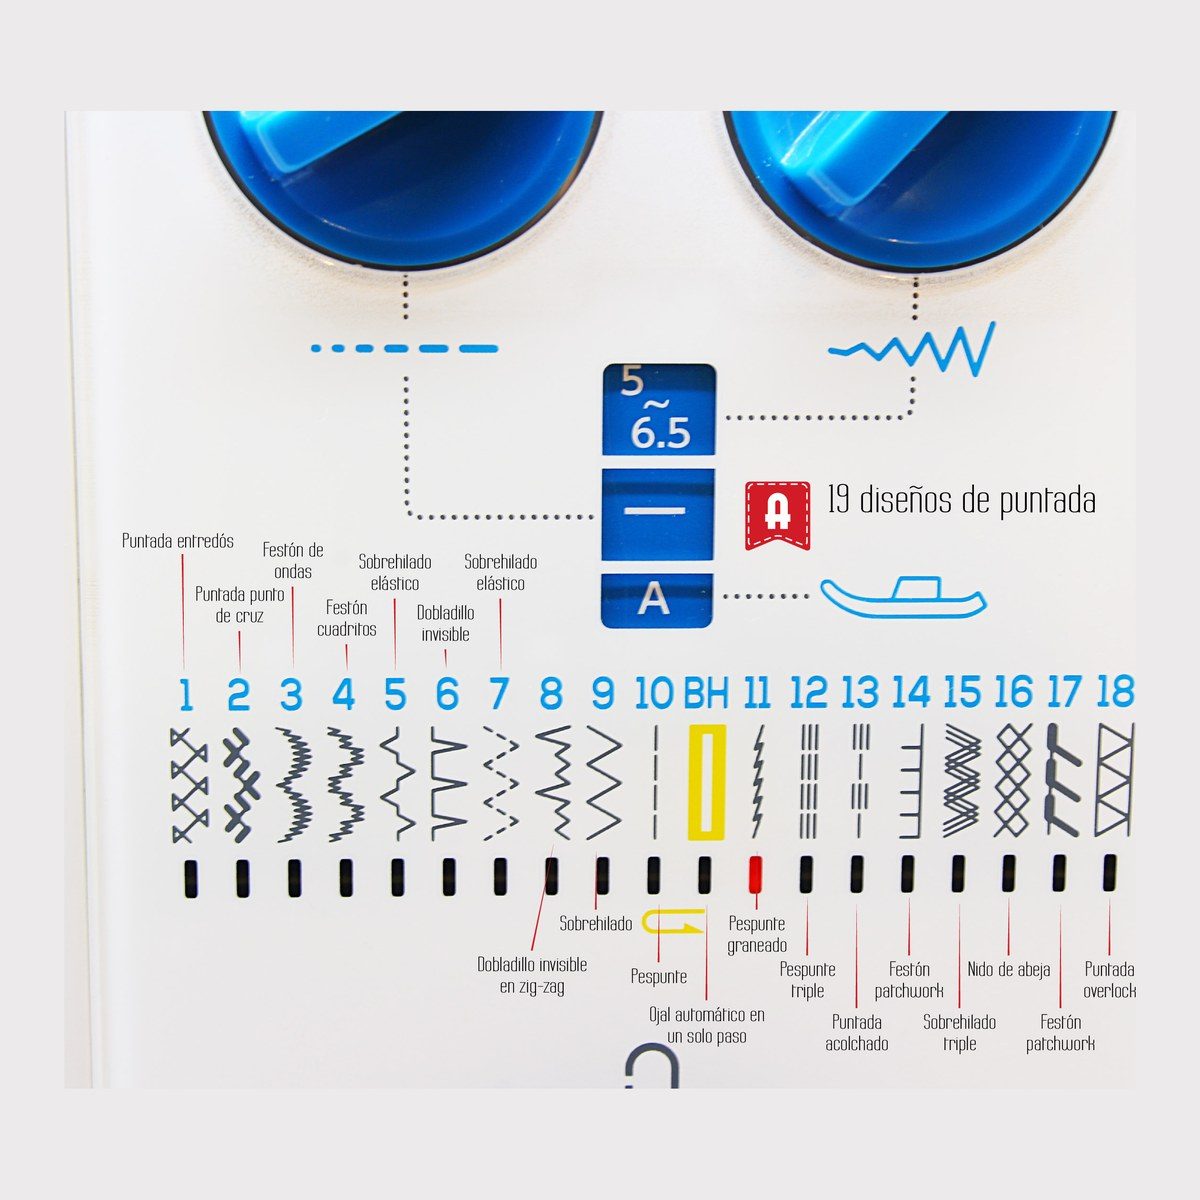 5
~
6.5
A
19 diseños de puntada
A
Puntada entredós
Puntada punto
de cruz
Festón de
ondas
Festón
cuadritos
Sobrehilado
elástico
Dobladillo
invisible
Sobrehilado
elástico
1 2 3 4 5 6 7 8 9 10 BH 11 12 13 14 15 16 17 18
Dobladillo invisible
en zig-zag
Sobrehilado
Pespunte
Ojal automático en
un solo paso
Pespunte
graneado
Pespunte
triple
Puntada
acolchado
Festón
patchwork
Sobrehilado
triple
Nido de abeja
Festón
patchwork
Puntada
overlock